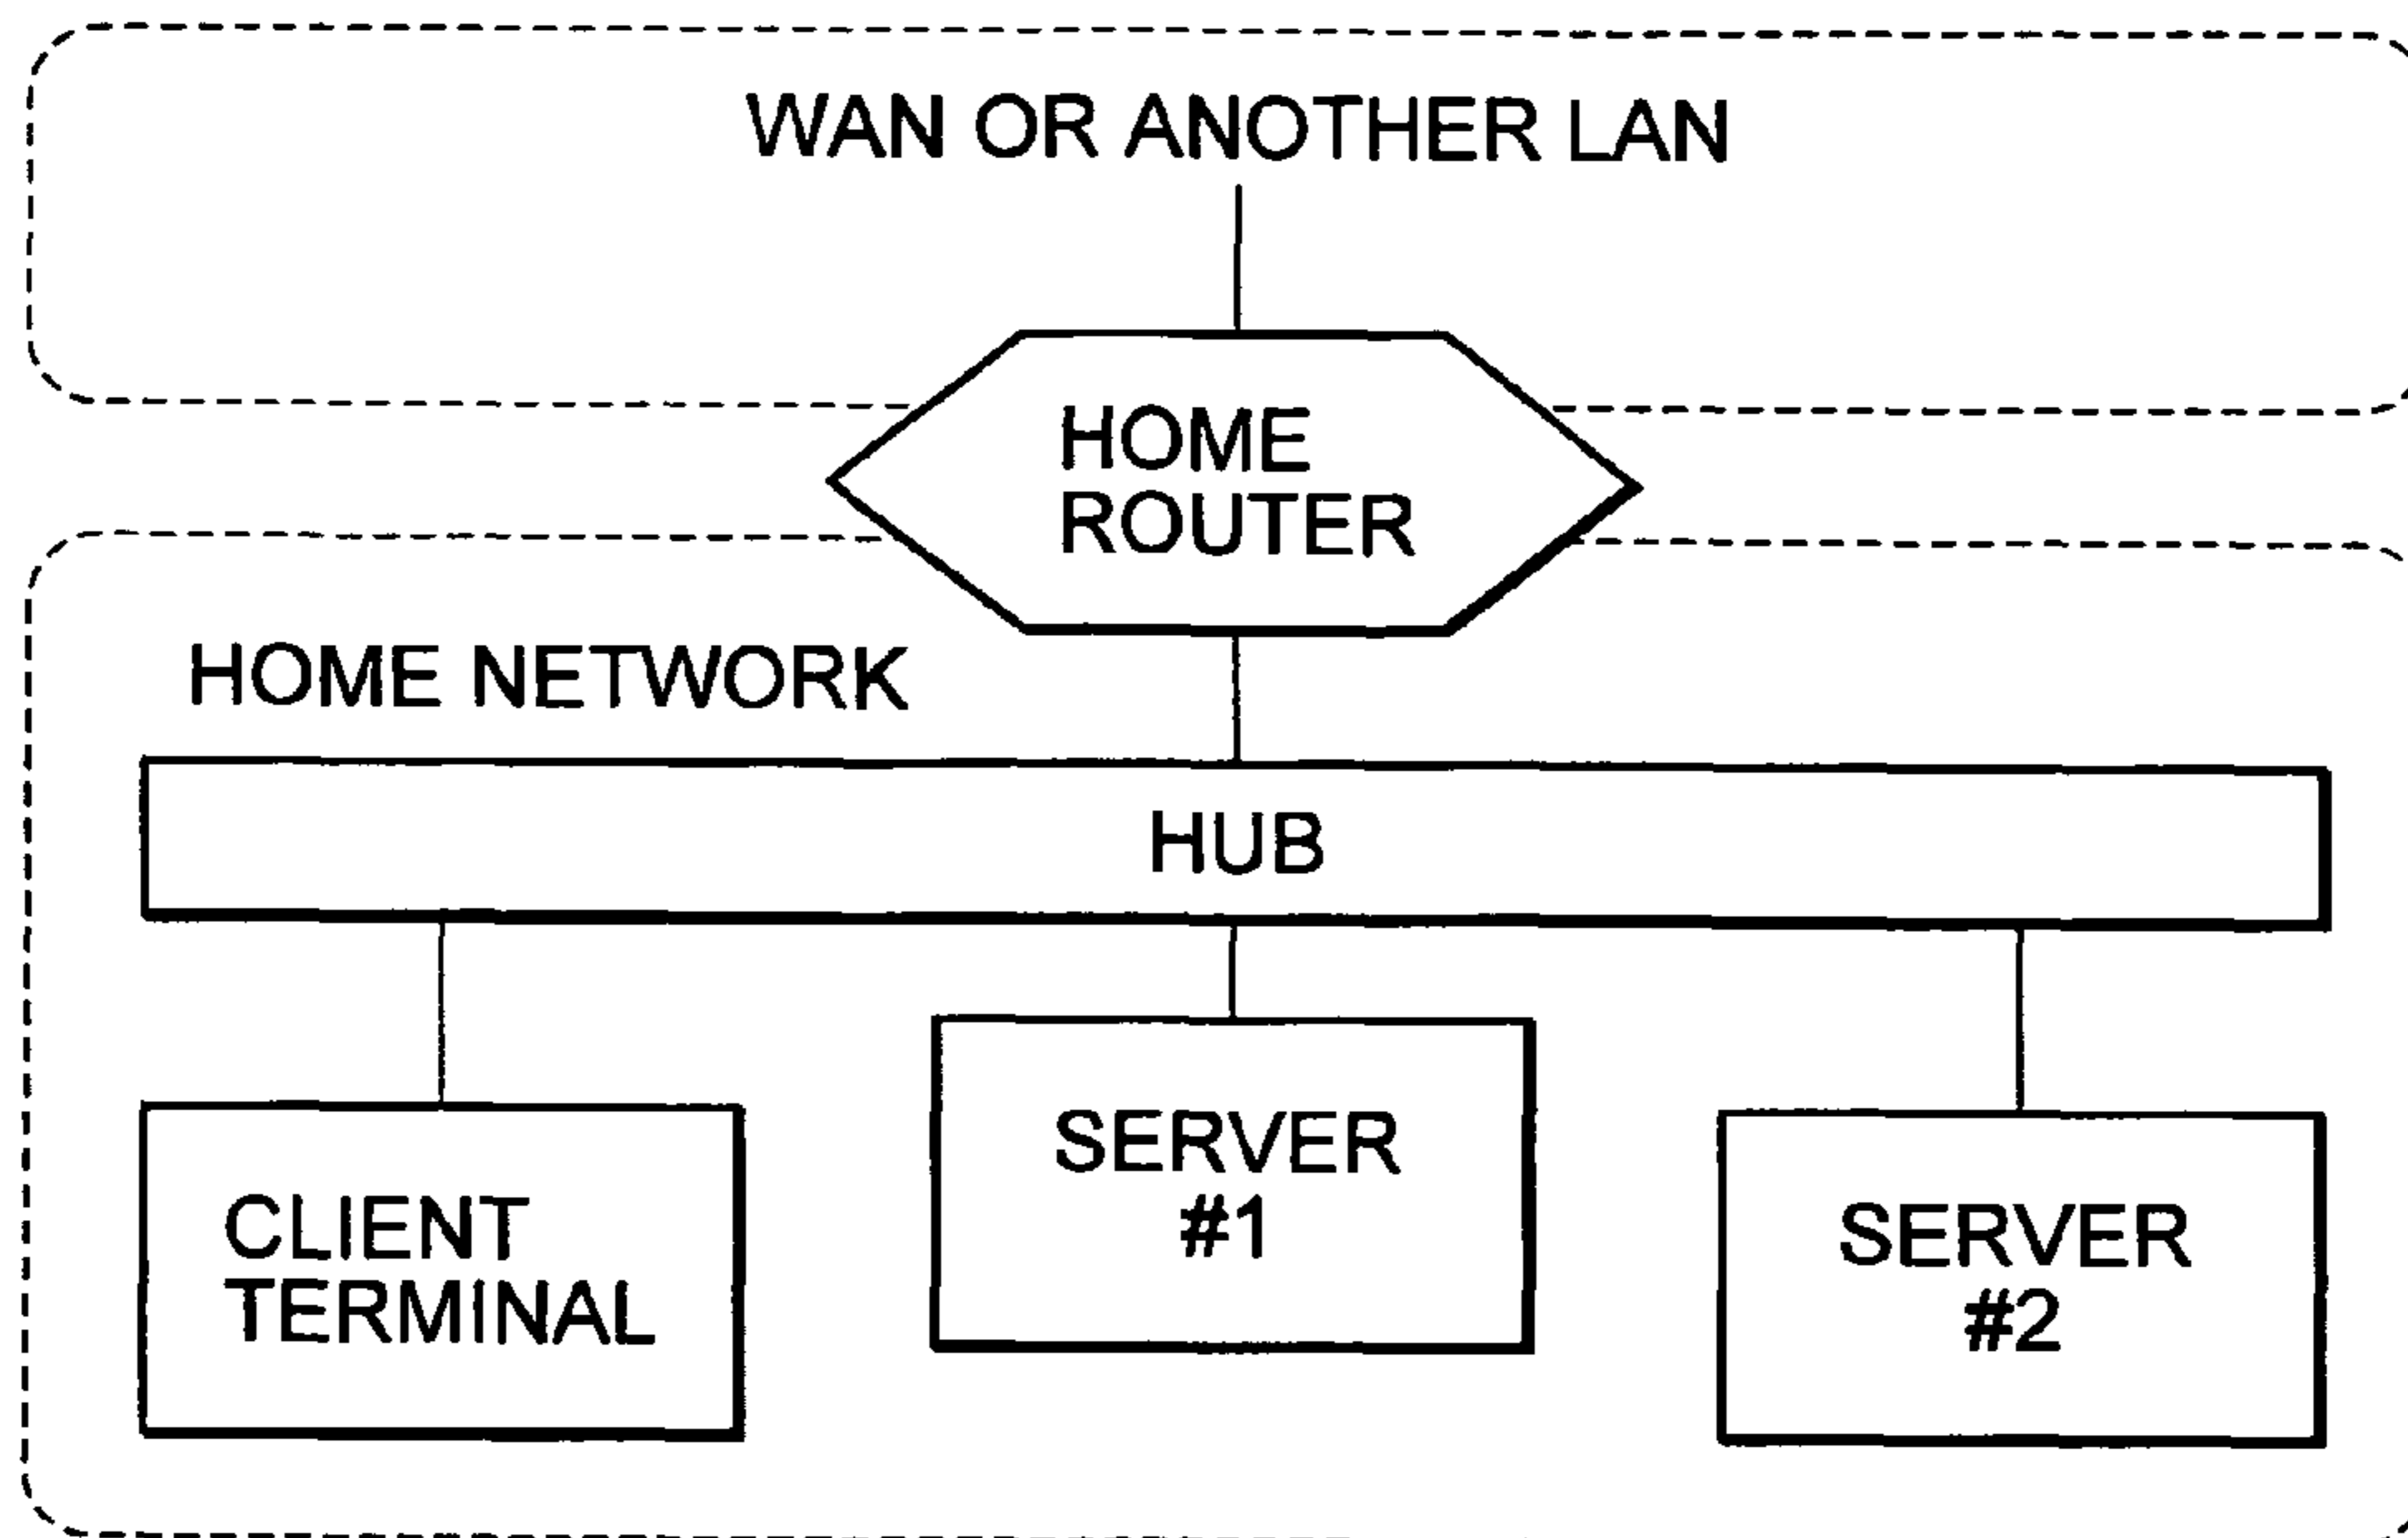 WAN OR ANOTHER LAN
HOME
ROUTER
HOME NETWORK
HUB
CLIENT
TERMINAL
SERVER
#1
SERVER
#2